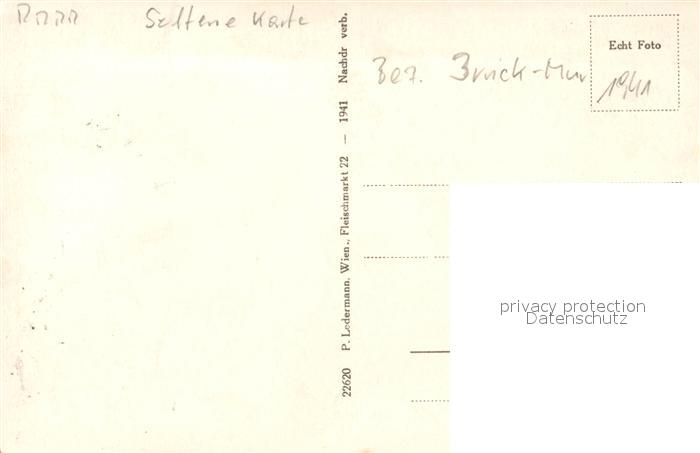 RRRR Seltene Karte
Bez. Bruck-Mur
Echt Foto
1941
22620 P. Ledermann, Wien I., Fleischmarkt 22 — 1941 Nachdr verb.
privacy protection
Datenschutz